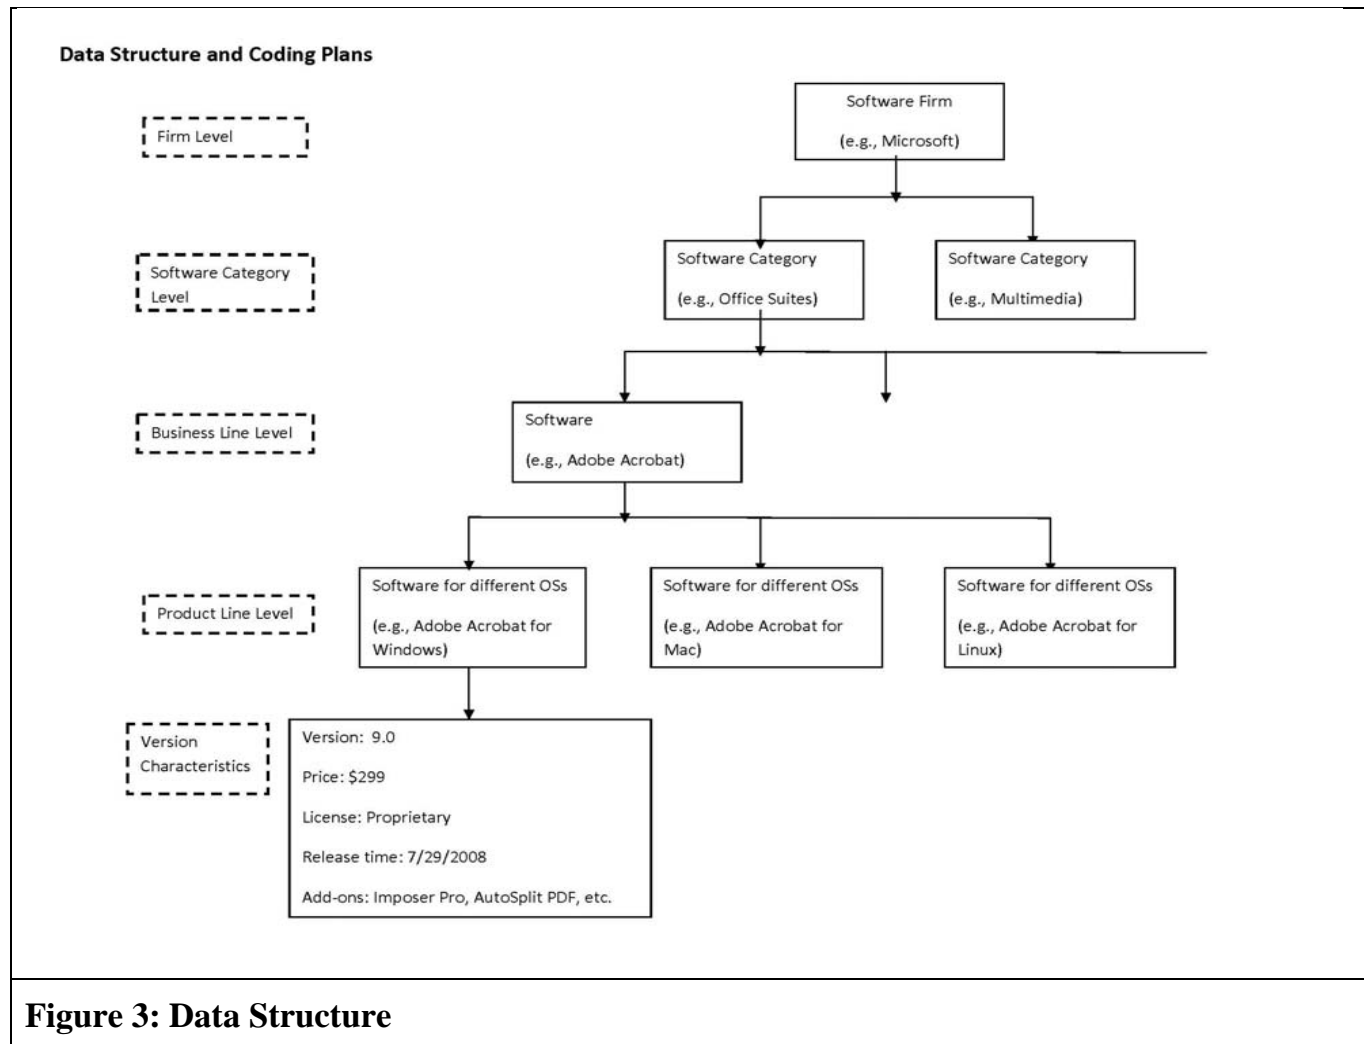 Data Structure and Coding Plans
Software Firm
(e.g., Microsoft)
Firm Level
Software Category
Level
Software Category
(e.g., Office Suites)
Software Category
(e.g., Multimedia)
Business Line Level
Software
(e.g., Adobe Acrobat)
Product Line Level
Software for different OSs
(e.g., Adobe Acrobat for
Windows)
Software for different OSs
(e.g., Adobe Acrobat for
Mac)
Software for different OSs
(e.g., Adobe Acrobat for
Linux)
Version
Characteristics
Version: 9.0
Price: $299
License: Proprietary
Release time: 7/29/2008
Add-ons: Imposer Pro, AutoSplit PDF, etc.
Figure 3: Data Structure